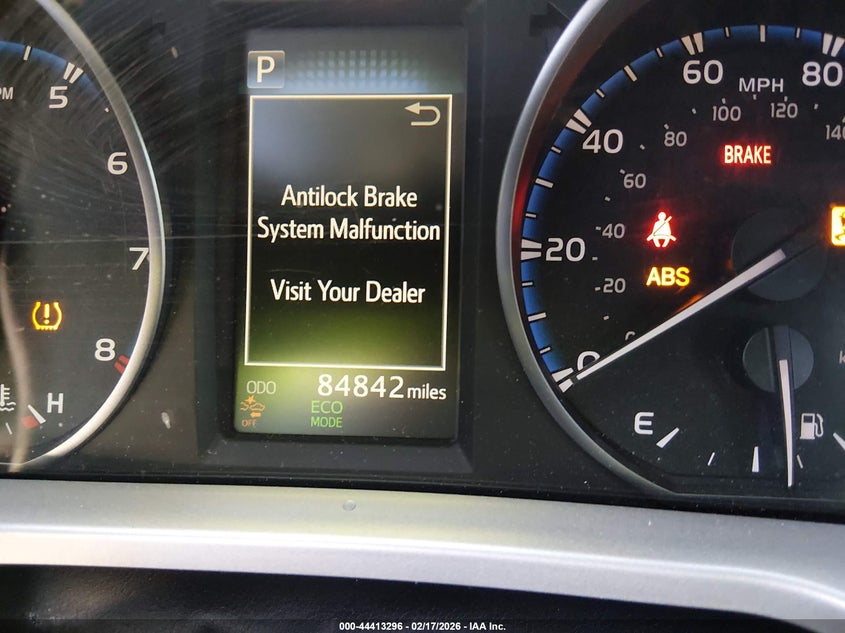 P
Antilock Brake
System Malfunction
Visit Your Dealer
ODO 84842 miles
OFF
ECO
MODE
PM
5
6
7
8
H
0
20
40
60
80
MPH
0
20
40
60
80
100
120
140
BRAKE
ABS
E
000-44413296 - 02/17/2026 - IAA Inc.